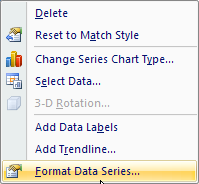 Delete
Reset to Match Style
Change Series Chart Type...
Select Data...
3-D Rotation...
Add Data Labels
Add Trendline...
Format Data Series...